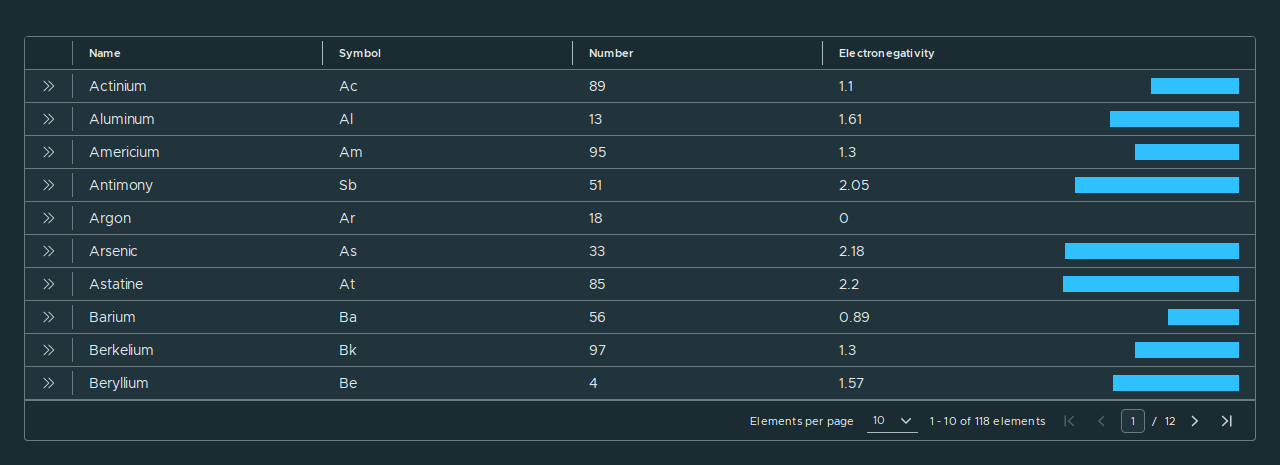 Name Symbol Number Electronegativity
Actinium Ac 89 1.1
Aluminum Al 13 1.61
Americium Am 95 1.3
Antimony Sb 51 2.05
Argon Ar 18 0
Arsenic As 33 2.18
Astatine At 85 2.2
Barium Ba 56 0.89
Berkelium Bk 97 1.3
Beryllium Be 4 1.57
Elements per page 10 1 - 10 of 118 elements 1 / 12